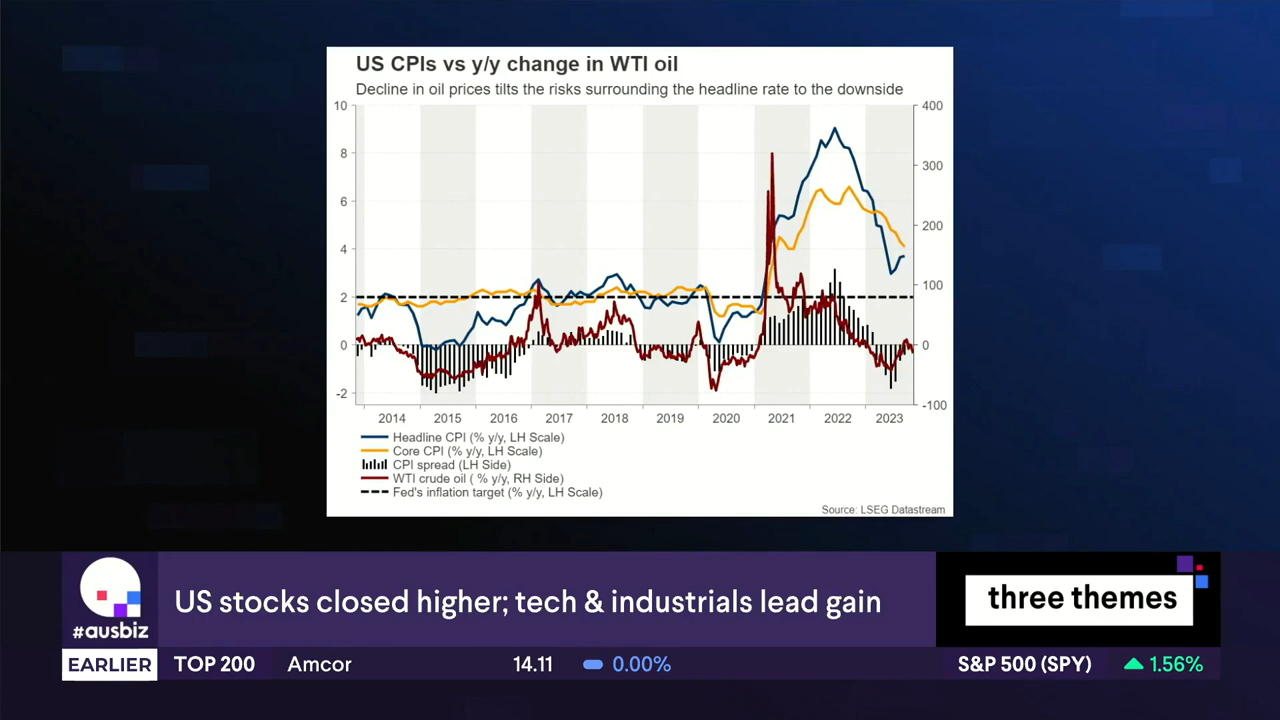 US CPIs vs y/y change in WTI oil
Decline in oil prices tilts the risks surrounding the headline rate to the downside
10
8
6
4
2
0
-2
400
300
200
100
0
-100
2014 2015 2016 2017 2018 2019 2020 2021 2022 2023
Headline CPI (% y/y, LH Scale)
Core CPI (% y/y, LH Scale)
CPI spread (LH Side)
WTI crude oil ( % y/y, RH Side)
Fed's inflation target (% y/y, LH Scale)
Source: LSEG Datastream
#ausbiz
US stocks closed higher; tech & industrials lead gain
three themes
EARLIER TOP 200 Amcor 14.11 0.00% S&P 500 (SPY) 1.56%